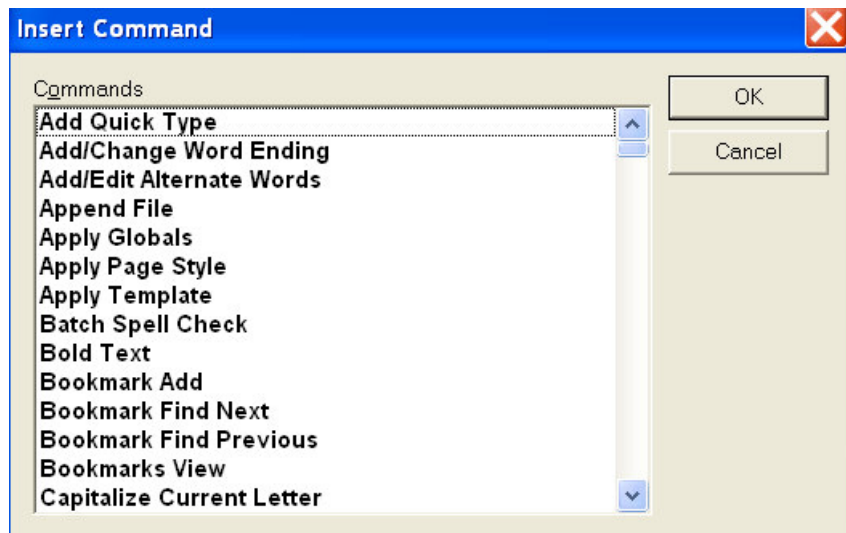 Insert Command
Commands
OK
Cancel
Add Quick Type
Add/Change Word Ending
Add/Edit Alternate Words
Append File
Apply Globals
Apply Page Style
Apply Template
Batch Spell Check
Bold Text
Bookmark Add
Bookmark Find Next
Bookmark Find Previous
Bookmarks View
Capitalize Current Letter